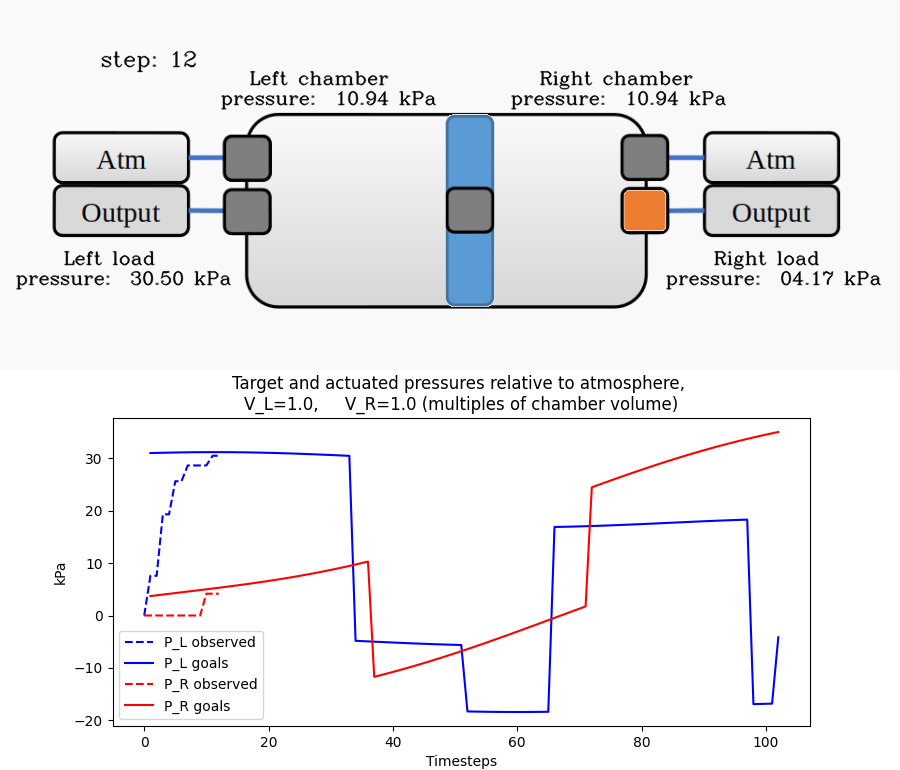 step: 12
Left chamber
pressure: 10.94 kPa
Right chamber
pressure: 10.94 kPa
Atm
Output
Atm
Output
Left load
pressure: 30.50 kPa
Right load
pressure: 04.17 kPa
Target and actuated pressures relative to atmosphere,
V_L=1.0, V_R=1.0 (multiples of chamber volume)
kPa
30
20
10
0
−10
−20
P_L observed
P_L goals
P_R observed
P_R goals
0 20 40 60 80 100
Timesteps